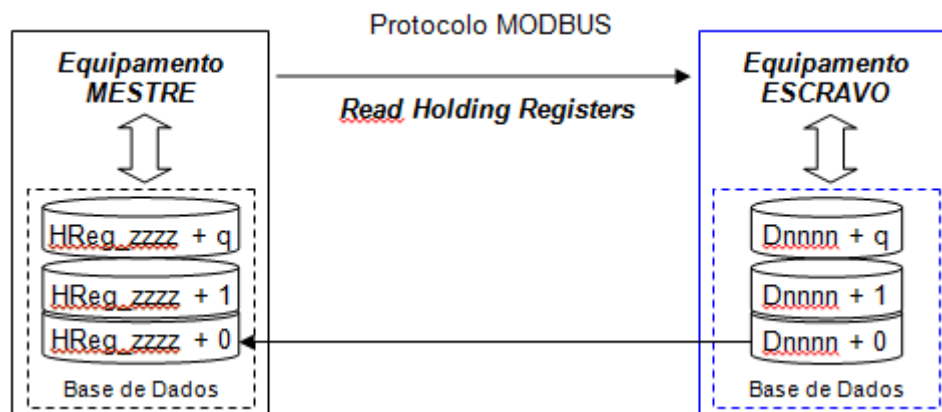 Protocolo MODBUS
Equipamento
MESTRE
Read Holding Registers
Equipamento
ESCRAVO
HReg_zzzz + q
HReg_zzzz + 1
HReg_zzzz + 0
Base de Dados
Dnnnn + q
Dnnnn + 1
Dnnnn + 0
Base de Dados